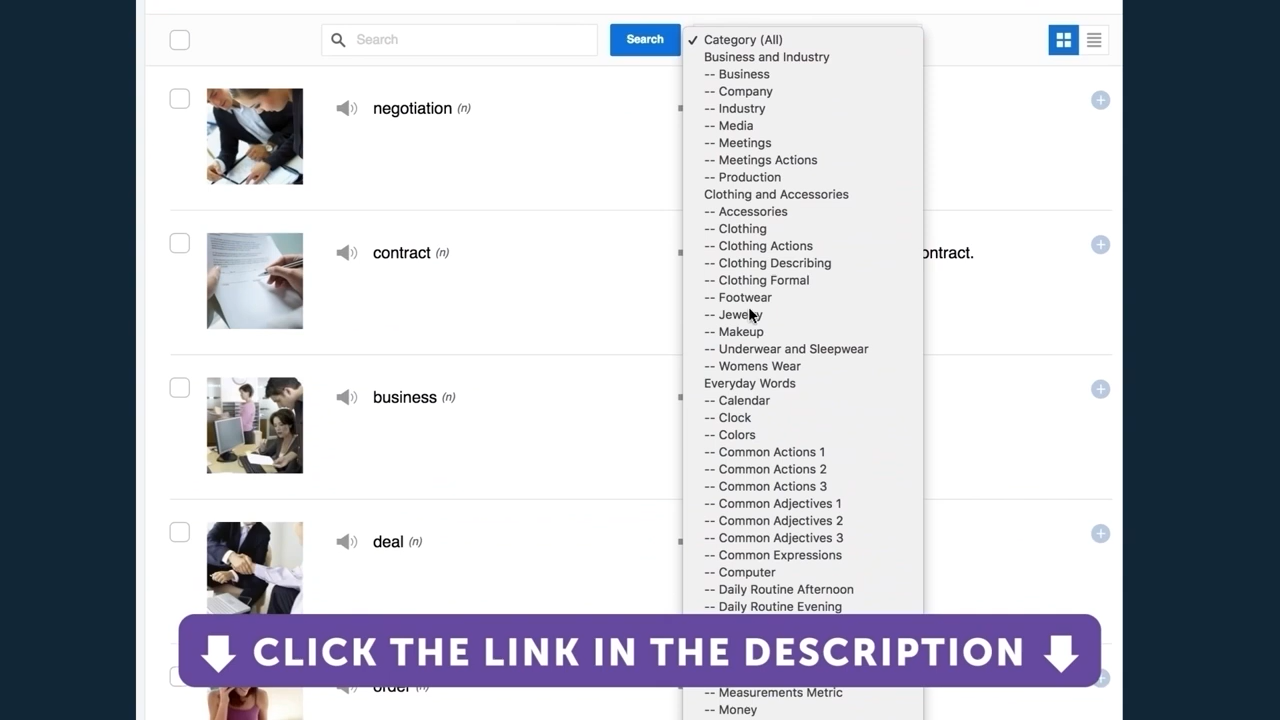 Search
Search
✓ Category (All)
Business and Industry
-- Business
-- Company
-- Industry
-- Media
-- Meetings
-- Meetings Actions
-- Production
Clothing and Accessories
-- Accessories
-- Clothing
-- Clothing Actions
-- Clothing Describing
-- Clothing Formal
-- Footwear
-- Jewelry
-- Makeup
-- Underwear and Sleepwear
-- Womens Wear
Everyday Words
-- Calendar
-- Clock
-- Colors
-- Common Actions 1
-- Common Actions 2
-- Common Actions 3
-- Common Adjectives 1
-- Common Adjectives 2
-- Common Adjectives 3
-- Common Expressions
-- Computer
-- Daily Routine Afternoon
-- Daily Routine Evening
-- Measurements Metric
-- Money
negotiation (n)
contract (n)
ontract.
business (n)
deal (n)
order (n)
CLICK THE LINK IN THE DESCRIPTION